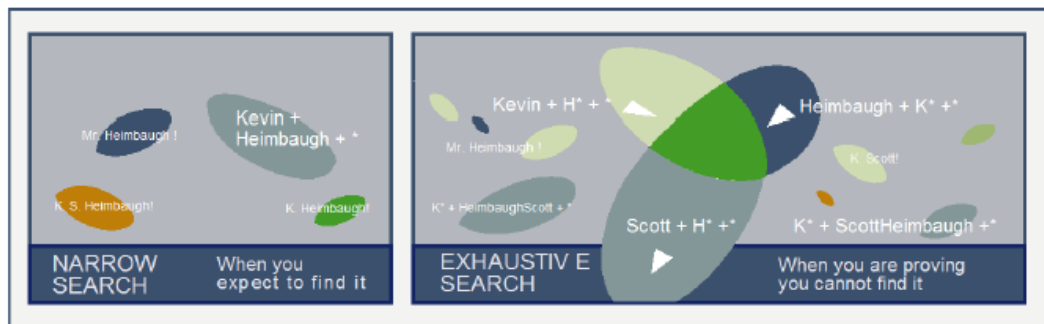 Mr. Heimbaugh !
Kevin +
Heimbaugh + *
K. S. Heimbaugh!
K. Heimbaugh!
NARROW
SEARCH
When you
expect to find it
Kevin + H* + *
Heimbaugh + K* +*
Mr. Heimbaugh !
K. Scott!
K* + HeimbaughScott + *
Scott + H* +*
K* + ScottHeimbaugh +*
EXHAUSTIV E
SEARCH
When you are proving
you cannot find it